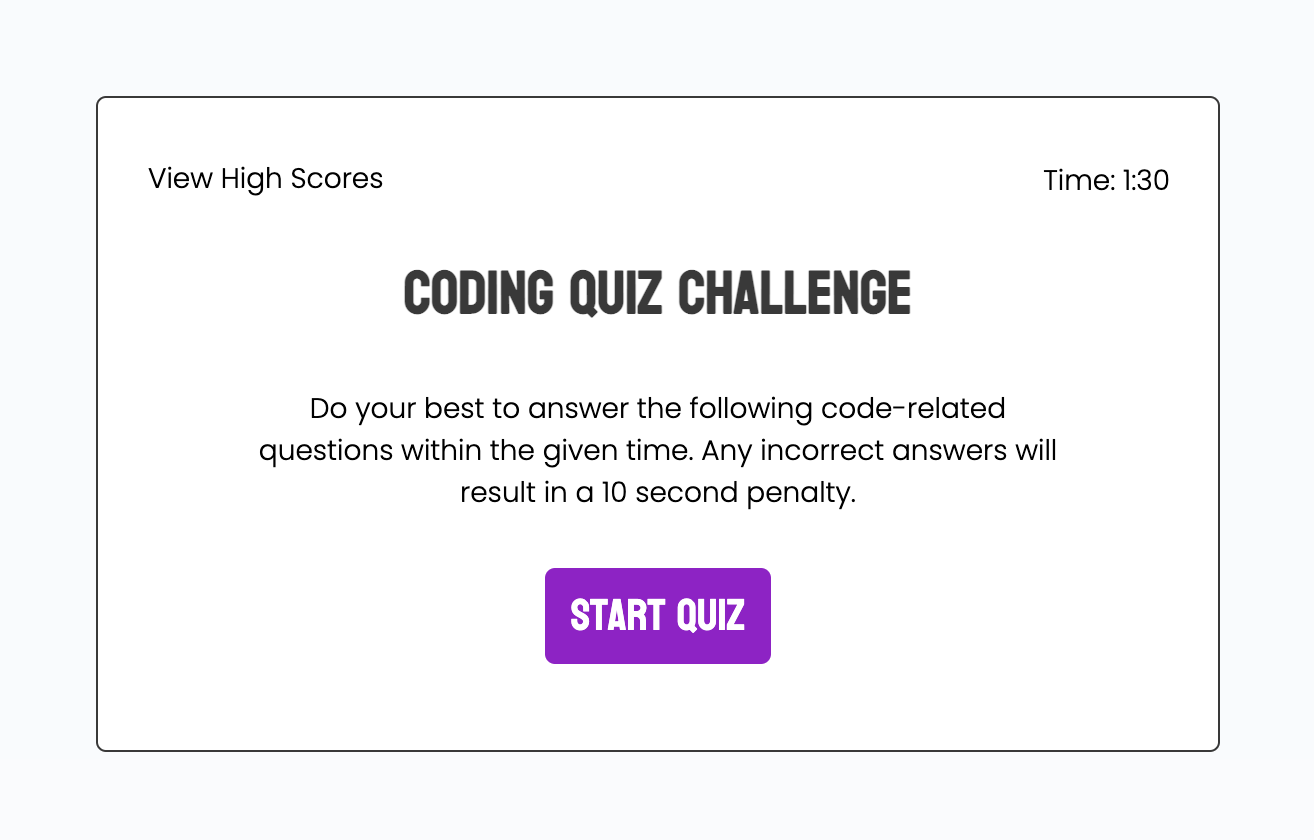 View High Scores
Time: 1:30
CODING QUIZ CHALLENGE
Do your best to answer the following code-related
questions within the given time. Any incorrect answers will
result in a 10 second penalty.
START QUIZ